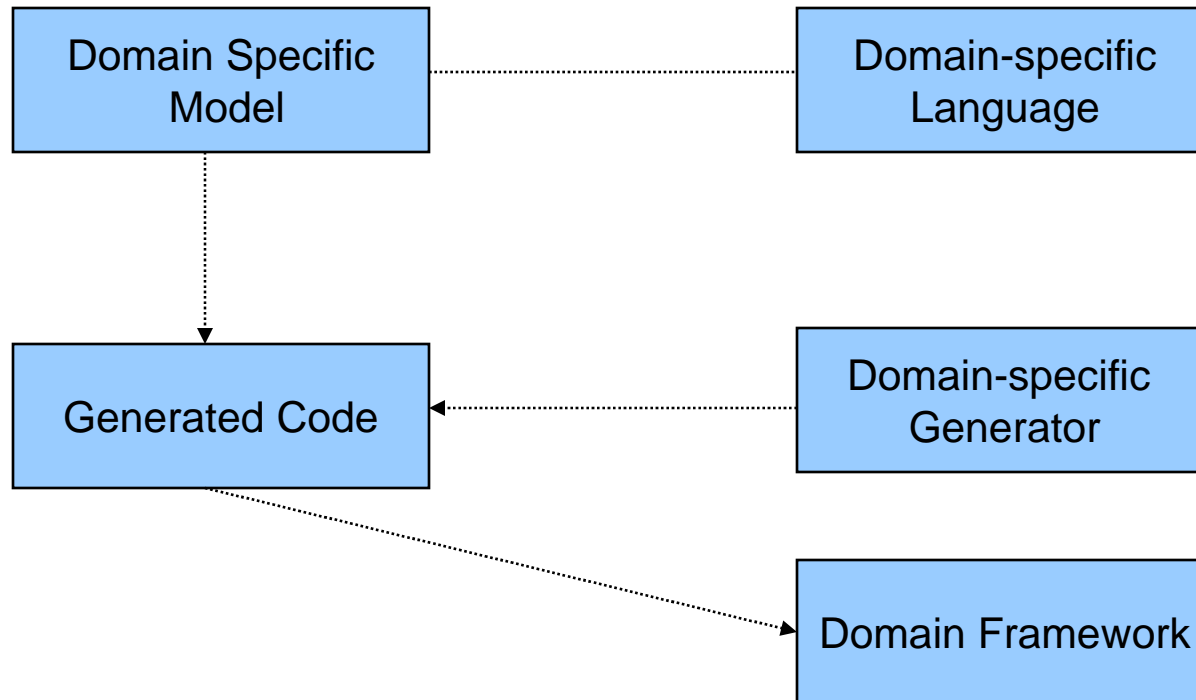 Domain Specific
Model
Domain-specific
Language
Generated Code
Domain-specific
Generator
Domain Framework